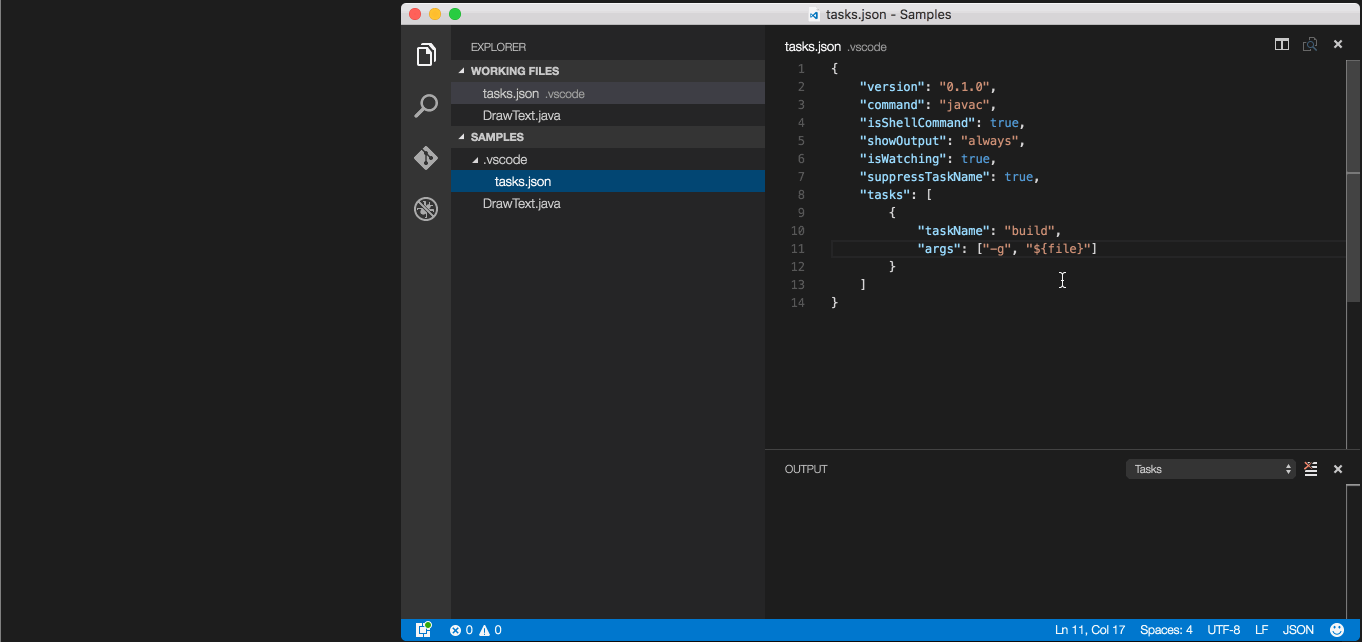 tasks.json - Samples
EXPLORER
WORKING FILES
tasks.json .vscode
DrawText.java
SAMPLES
.vscode
tasks.json
DrawText.java
tasks.json .vscode
1 {
2 "version": "0.1.0",
3 "command": "javac",
4 "isShellCommand": true,
5 "showOutput": "always",
6 "isWatching": true,
7 "suppressTaskName": true,
8 "tasks": [
9 {
10 "taskName": "build",
11 "args": ["-g", "${file}"]
12 }
13 ]
14 }
OUTPUT Tasks
0 0 Ln 11, Col 17 Spaces: 4 UTF-8 LF JSON